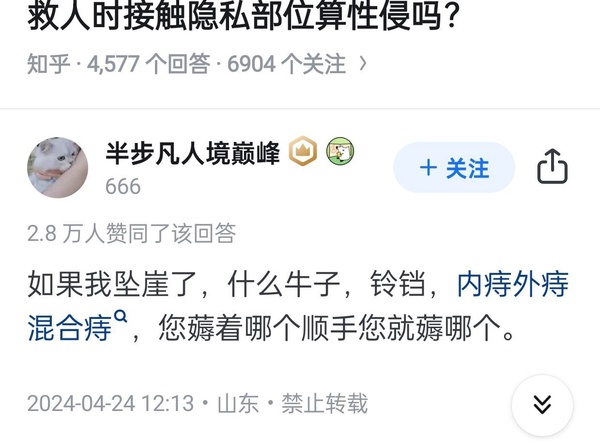 救人时接触隐私部位算性侵吗？
知乎 · 4,577 个回答 · 6904 个关注
半步凡人境巅峰
666
+ 关注
2.8 万人赞同了该回答
如果我坠崖了，什么牛子，铃铛，内痔外痔
混合痔，您薅着哪个顺手您就薅哪个。
2024-04-24 12:13 · 山东 · 禁止转载